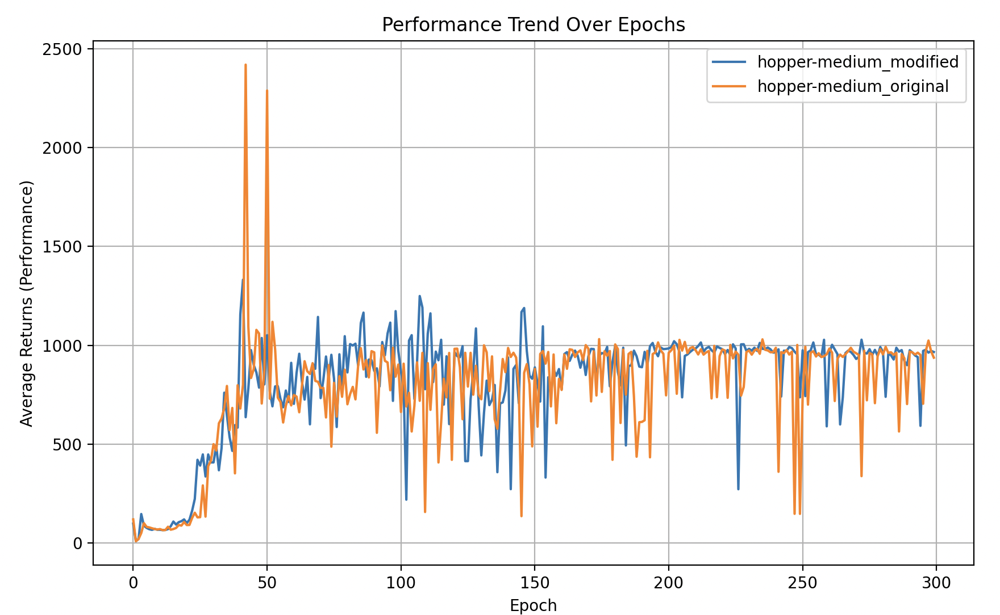 Performance Trend Over Epochs
hopper-medium_modified
hopper-medium_original
Average Returns (Performance)
2500
2000
1500
1000
500
0
0 50 100 150 200 250 300
Epoch